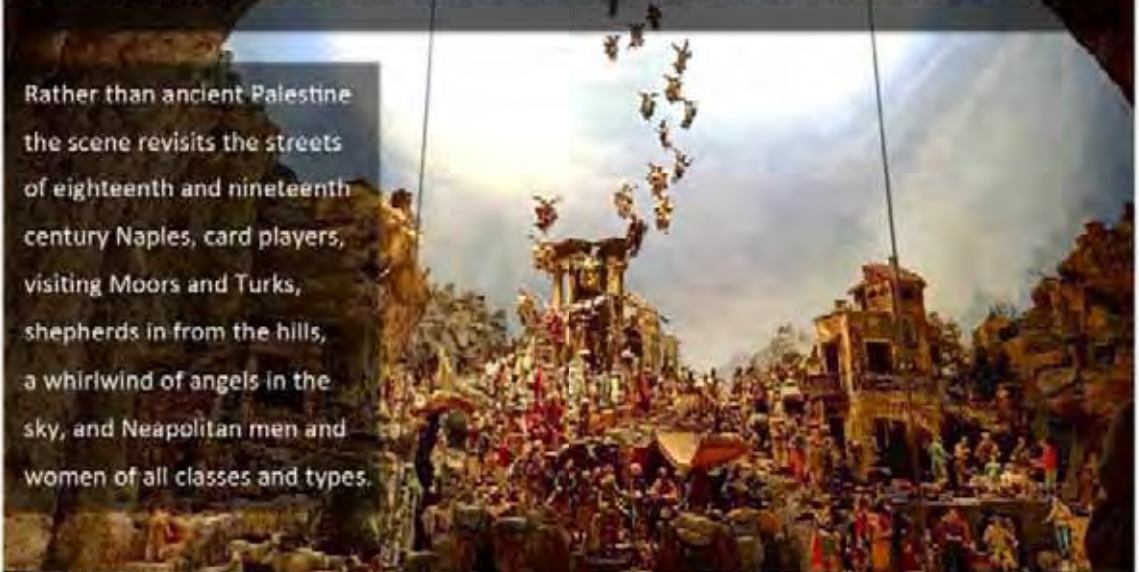 Rather than ancient Palestine
the scene revisits the streets
of eighteenth and nineteenth
century Naples, card players,
visiting Moors and Turks,
shepherds in from the hills,
a whirlwind of angels in the
sky, and Neapolitan men and
women of all classes and types.